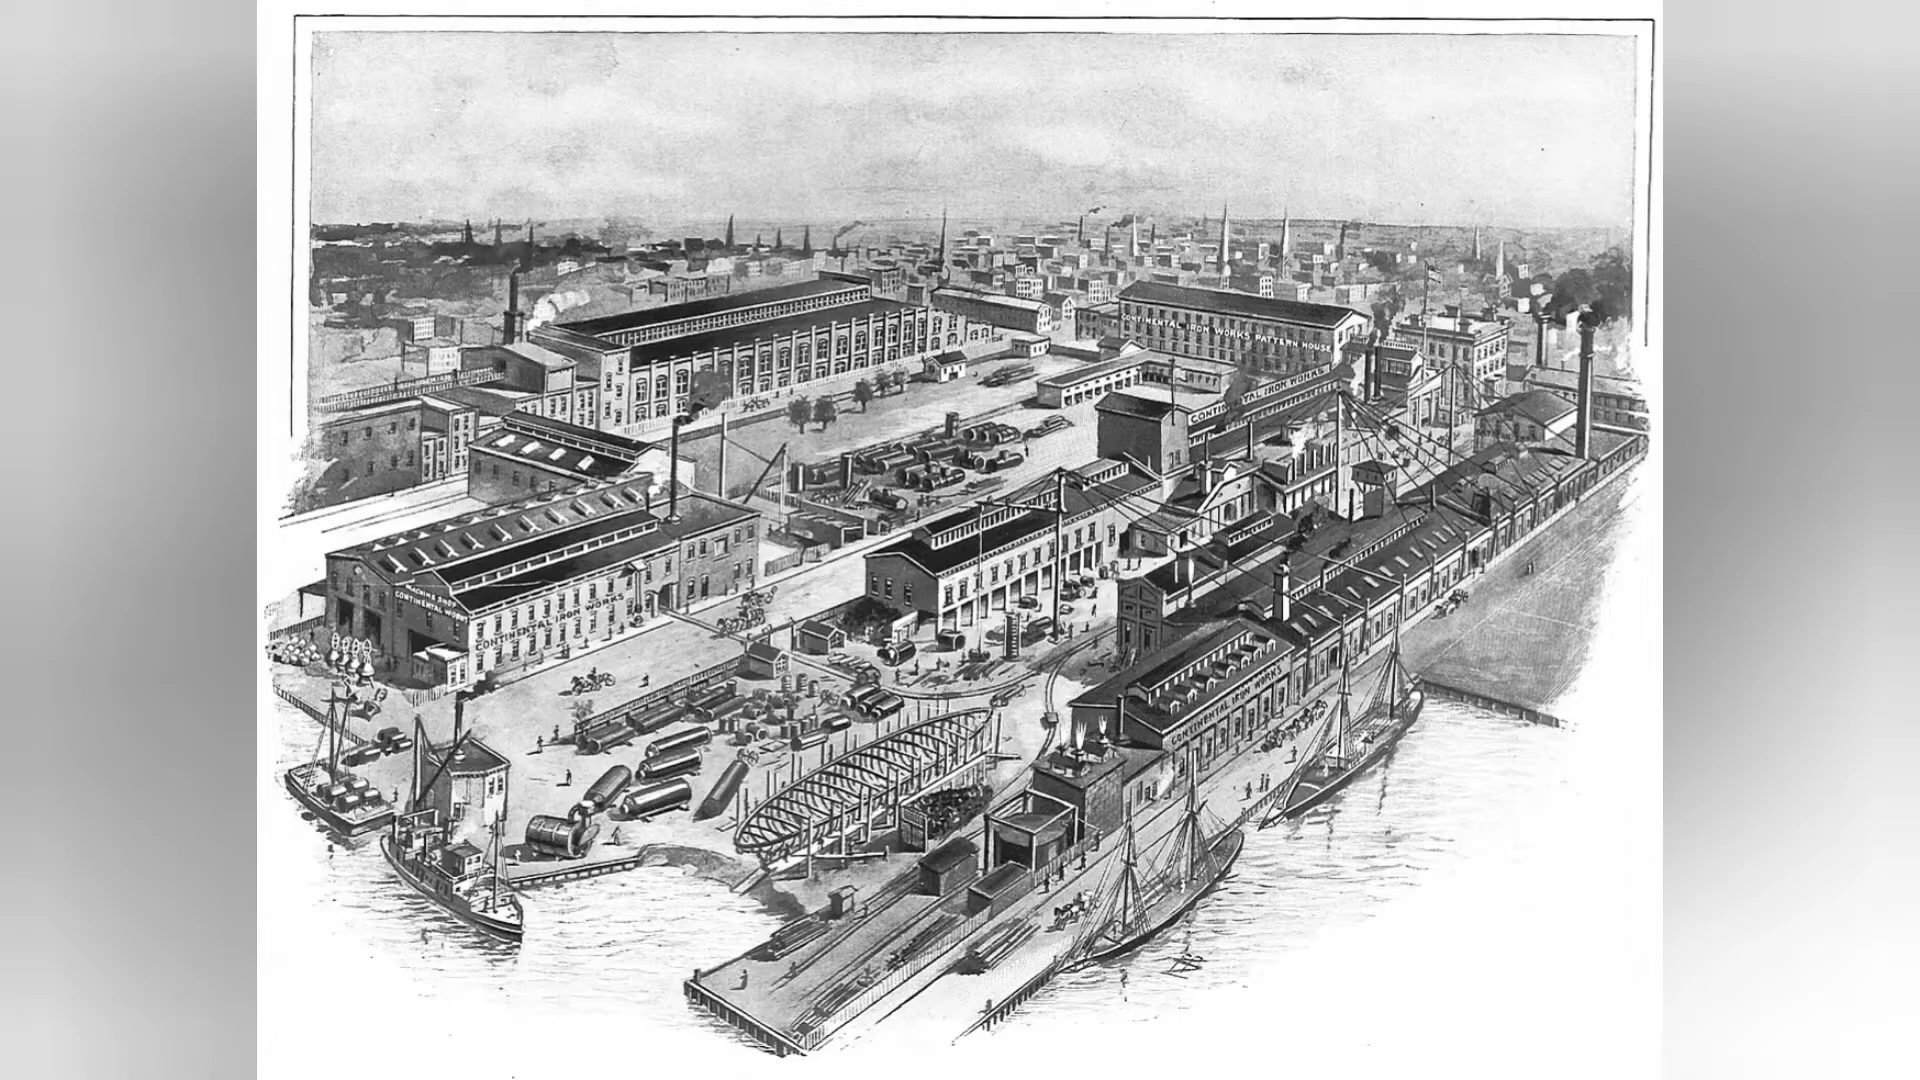 CONTINENTAL IRON WORKS PATTERN HOUSE
CONTINENTAL IRON WORKS
MACHINE SHOP
CONTINENTAL WORKS
CONTINENTAL IRON WORKS
CONTINENTAL IRON WORKS